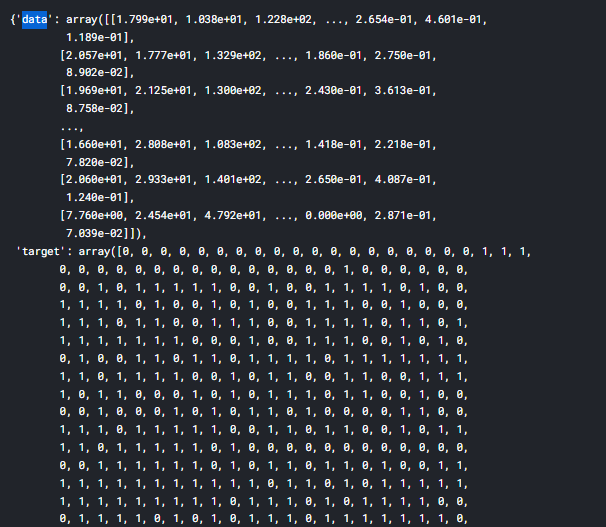 {'data': array([[1.799e+01, 1.038e+01, 1.228e+02, ..., 2.654e-01, 4.601e-01,
1.189e-01],
[2.057e+01, 1.777e+01, 1.329e+02, ..., 1.860e-01, 2.750e-01,
8.902e-02],
[1.969e+01, 2.125e+01, 1.300e+02, ..., 2.430e-01, 3.613e-01,
8.758e-02],
...,
[1.660e+01, 2.808e+01, 1.083e+02, ..., 1.418e-01, 2.218e-01,
7.820e-02],
[2.060e+01, 2.933e+01, 1.401e+02, ..., 2.650e-01, 4.087e-01,
1.240e-01],
[7.760e+00, 2.454e+01, 4.792e+01, ..., 0.000e+00, 2.871e-01,
7.039e-02]]),
'target': array([0, 0, 0, 0, 0, 0, 0, 0, 0, 0, 0, 0, 0, 0, 0, 0, 0, 0, 0, 1, 1, 1,
0, 0, 0, 0, 0, 0, 0, 0, 0, 0, 0, 0, 0, 0, 0, 1, 0, 0, 0, 0, 0, 0,
0, 0, 1, 0, 1, 1, 1, 1, 1, 0, 0, 1, 0, 0, 1, 1, 1, 1, 0, 1, 0, 0,
1, 1, 1, 1, 0, 1, 0, 0, 1, 0, 1, 0, 0, 1, 1, 1, 0, 0, 1, 0, 0, 0,
1, 1, 1, 0, 1, 1, 0, 0, 1, 1, 1, 0, 0, 1, 1, 1, 1, 0, 1, 1, 0, 1,
1, 1, 1, 1, 1, 1, 1, 0, 0, 0, 1, 0, 0, 1, 1, 1, 0, 0, 1, 0, 1, 0,
0, 1, 0, 0, 1, 1, 0, 1, 1, 0, 1, 1, 1, 1, 0, 1, 1, 1, 1, 1, 1, 1,
1, 1, 0, 1, 1, 1, 1, 0, 0, 1, 0, 1, 1, 0, 0, 1, 1, 0, 0, 1, 1, 1,
1, 0, 1, 1, 0, 0, 0, 1, 0, 1, 0, 1, 1, 1, 0, 1, 1, 0, 0, 1, 0, 0,
0, 0, 1, 0, 0, 0, 1, 0, 1, 0, 1, 1, 0, 1, 0, 0, 0, 0, 1, 1, 0, 0,
1, 1, 1, 0, 1, 1, 1, 1, 1, 0, 0, 1, 1, 0, 1, 1, 0, 0, 1, 0, 1, 1,
1, 1, 0, 1, 1, 1, 1, 1, 0, 1, 0, 0, 0, 0, 0, 0, 0, 0, 0, 0, 0, 0,
0, 0, 1, 1, 1, 1, 1, 1, 0, 1, 0, 1, 1, 0, 1, 1, 0, 1, 0, 0, 1, 1,
1, 1, 1, 1, 1, 1, 1, 1, 1, 1, 1, 0, 1, 1, 0, 1, 0, 1, 1, 1, 1, 1,
1, 1, 1, 1, 1, 1, 1, 1, 1, 0, 1, 1, 1, 0, 1, 0, 1, 1, 1, 1, 0, 0,
0, 1, 1, 1, 1, 0, 1, 0, 1, 0, 1, 1, 1, 0, 1, 1, 1, 1, 1, 1, 1, 0,